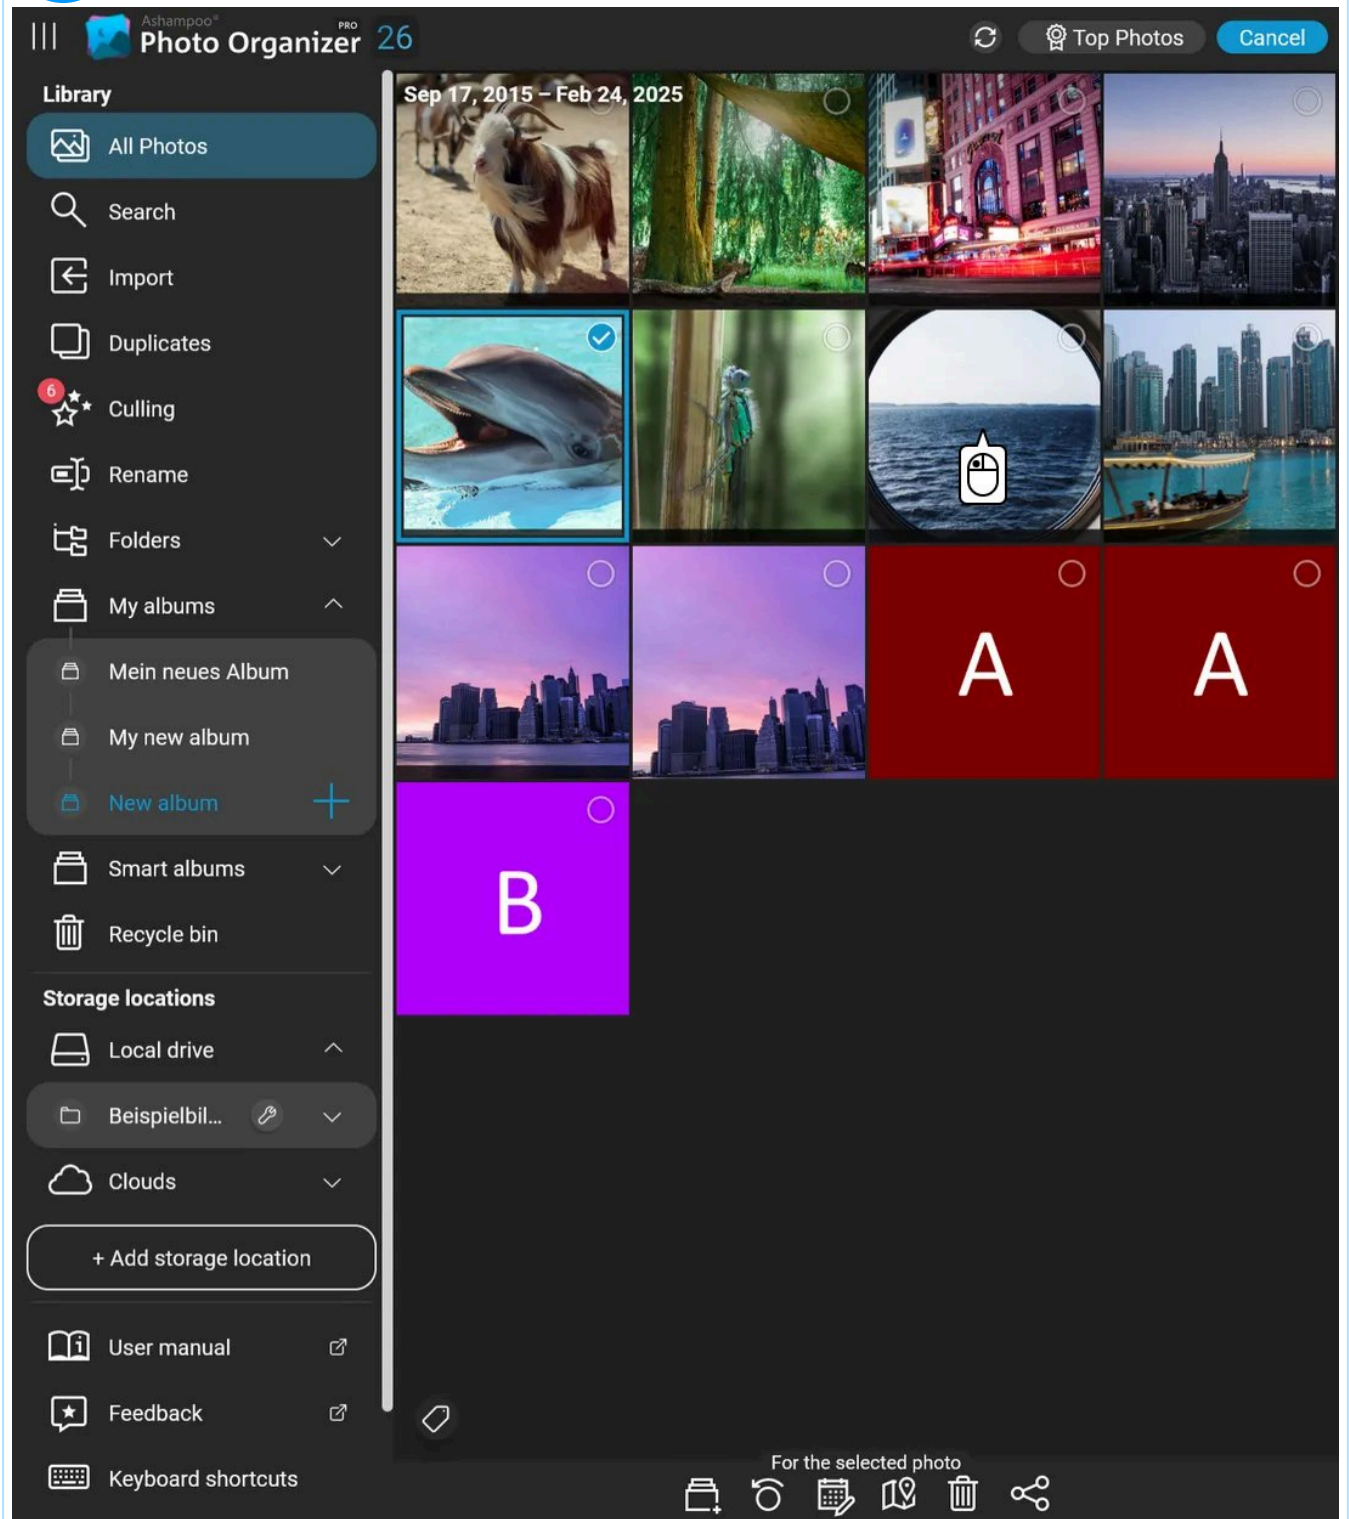 Ashampoo®
Photo Organizer PRO 26
Top Photos
Cancel
Library
All Photos
Search
Import
Duplicates
6
Culling
Rename
Folders
My albums
Mein neues Album
My new album
New album
Smart albums
Recycle bin
Storage locations
Local drive
Beispielbil...
Clouds
+ Add storage location
User manual
Feedback
Keyboard shortcuts
Sep 17, 2015 – Feb 24, 2025
A
A
B
For the selected photo